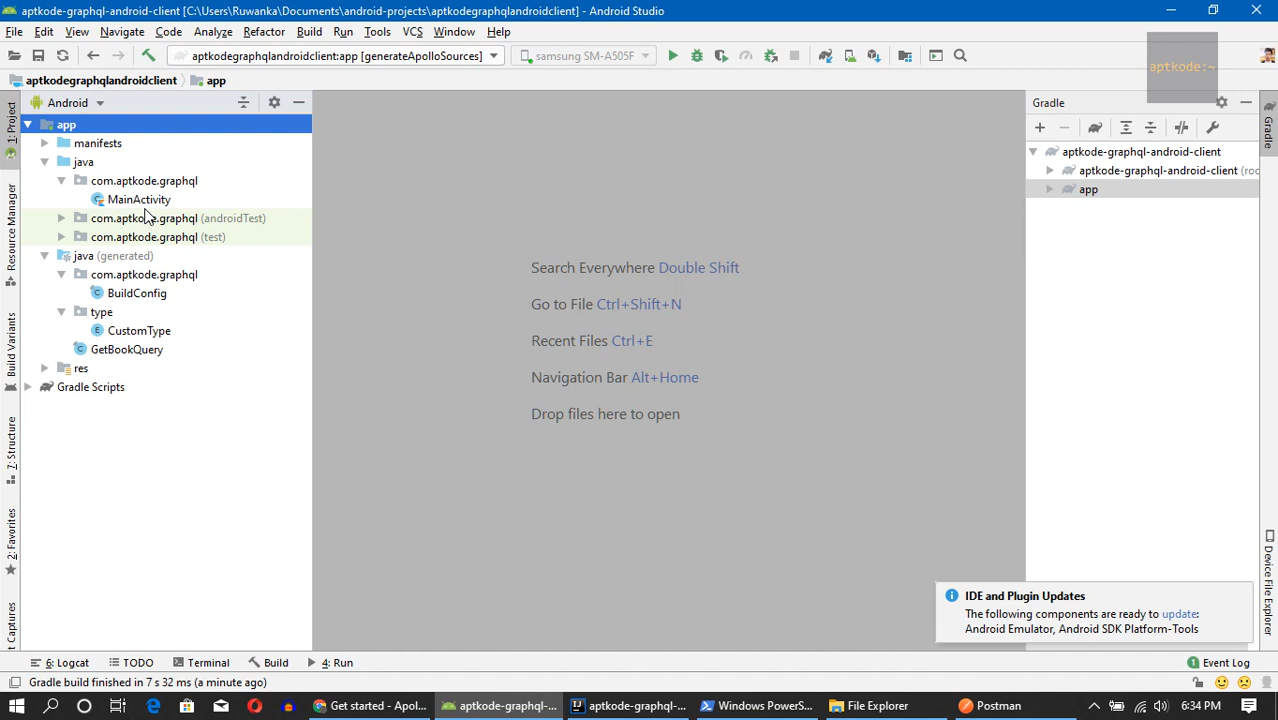 aptkode-graphql-android-client [C:\Users\Ruwanka\Documents\android-projects\aptkodegraphqlandroidclient] - Android Studio
File Edit View Navigate Code Analyze Refactor Build Run Tools VCS Window Help
aptkodegraphqlandroidclient:app [generateApolloSources] samsung SM-A505F
aptkode:~
aptkodegraphqlandroidclient app
1: Project
Resource Manager
Build Variants
7: Structure
2: Favorites
t Captures
Android
app
manifests
java
com.aptkode.graphql
MainActivity
com.aptkode.graphql (androidTest)
com.aptkode.graphql (test)
java (generated)
com.aptkode.graphql
BuildConfig
type
CustomType
GetBookQuery
res
Gradle Scripts
Search Everywhere Double Shift
Go to File Ctrl+Shift+N
Recent Files Ctrl+E
Navigation Bar Alt+Home
Drop files here to open
Gradle
aptkode-graphql-android-client
aptkode-graphql-android-client (roo
app
Gradle
Device File Explorer
IDE and Plugin Updates
The following components are ready to update:
Android Emulator, Android SDK Platform-Tools
6: Logcat TODO Terminal Build 4: Run 1 Event Log
Gradle build finished in 7 s 32 ms (a minute ago)
Get started - Apol... aptkode-graphql-... aptkode-graphql-... Windows PowerS... File Explorer Postman 6:34 PM